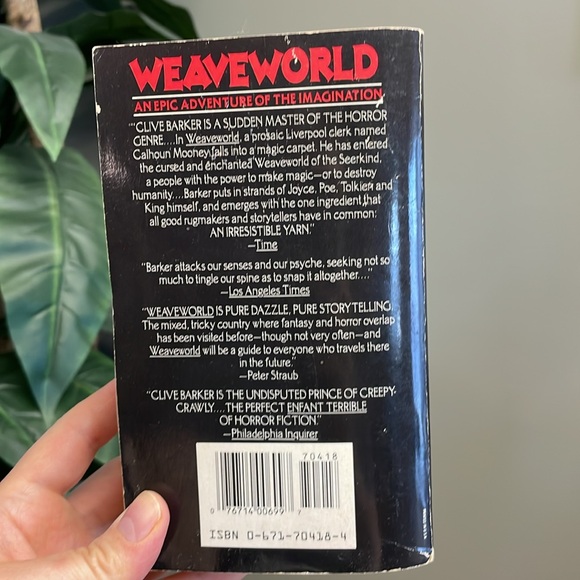 WEAVEWORLD
AN EPIC ADVENTURE OF THE IMAGINATION
"CLIVE BARKER IS A SUDDEN MASTER OF THE HORROR
GENRE....In Weaveworld, a prosaic Liverpool clerk named
Calhoun Mooney falls into a magic carpet. He has entered
the cursed and enchanted Weaveworld of the Seerkind,
a people with the power to make magic—or to destroy
humanity....Barker puts in strands of Joyce, Poe, Tolkien and
King himself, and emerges with the one ingredient that
all good rugmakers and storytellers have in common:
AN IRRESISTIBLE YARN."
—Time
"Barker attacks our senses and our psyche, seeking not so
much to tingle our spine as to snap it altogether...."
—Los Angeles Times
"WEAVEWORLD IS PURE DAZZLE, PURE STORYTELLING.
The mixed, tricky country where fantasy and horror overlap
has been visited before—though not very often—and
Weaveworld will be a guide to everyone who travels there
in the future."
—Peter Straub
"CLIVE BARKER IS THE UNDISPUTED PRINCE OF CREEPY-
CRAWLY....THE PERFECT ENFANT TERRIBLE
OF HORROR FICTION."
—Philadelphia Inquirer
70418
0 76714 00699 7
ISBN 0-671-70418-4